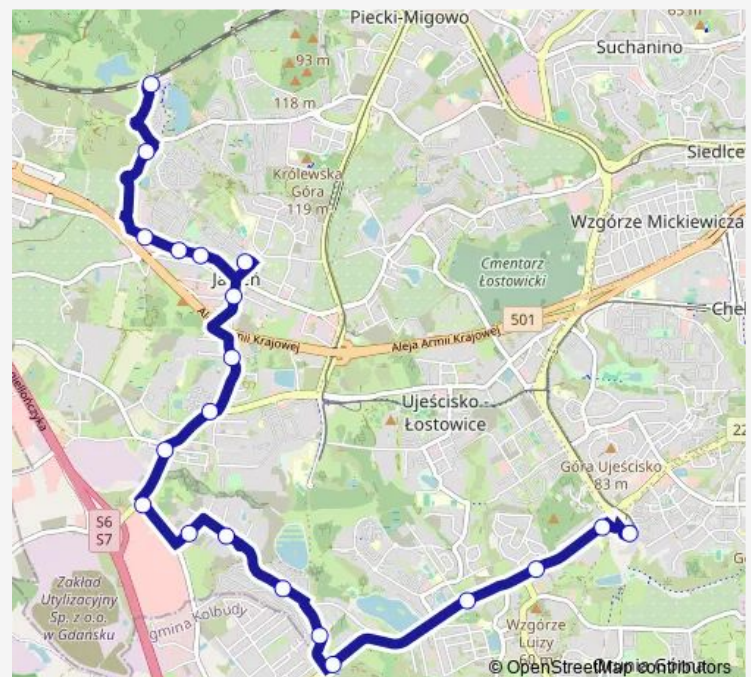 Piecki-Migowo
Suchanino
93 m
118 m
Siedlce
Królewska
Góra
119 m
Wzgórze Mickiewicza
Cmentarz
Łostowicki
501
Aleja Armii Krajowej
Ujeścisko -
Łostowice
22
Góra Ujeścisko
83 m
S6
S7
Zakład
Utylizacyjny
Sp. z o.o.
w Gdańsku
gmina Kolbudy
Wzgórze
Luizy
© OpenStreetMap contributors